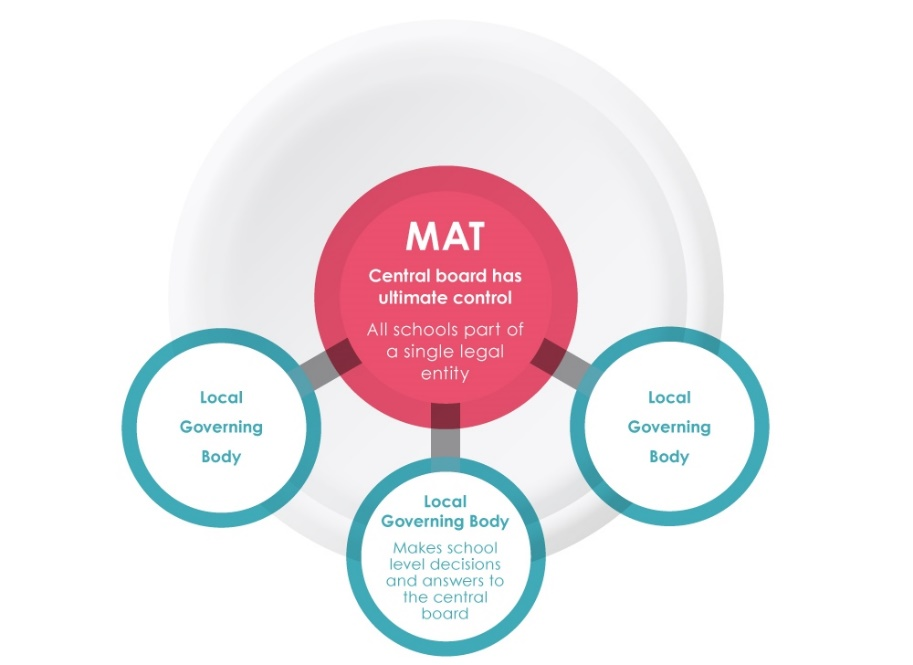 MAT
Central board has
ultimate control
All schools part of
a single legal
entity
Local
Governing
Body
Local
Governing
Body
Local
Governing Body
Makes school
level decisions
and answers to
the central
board